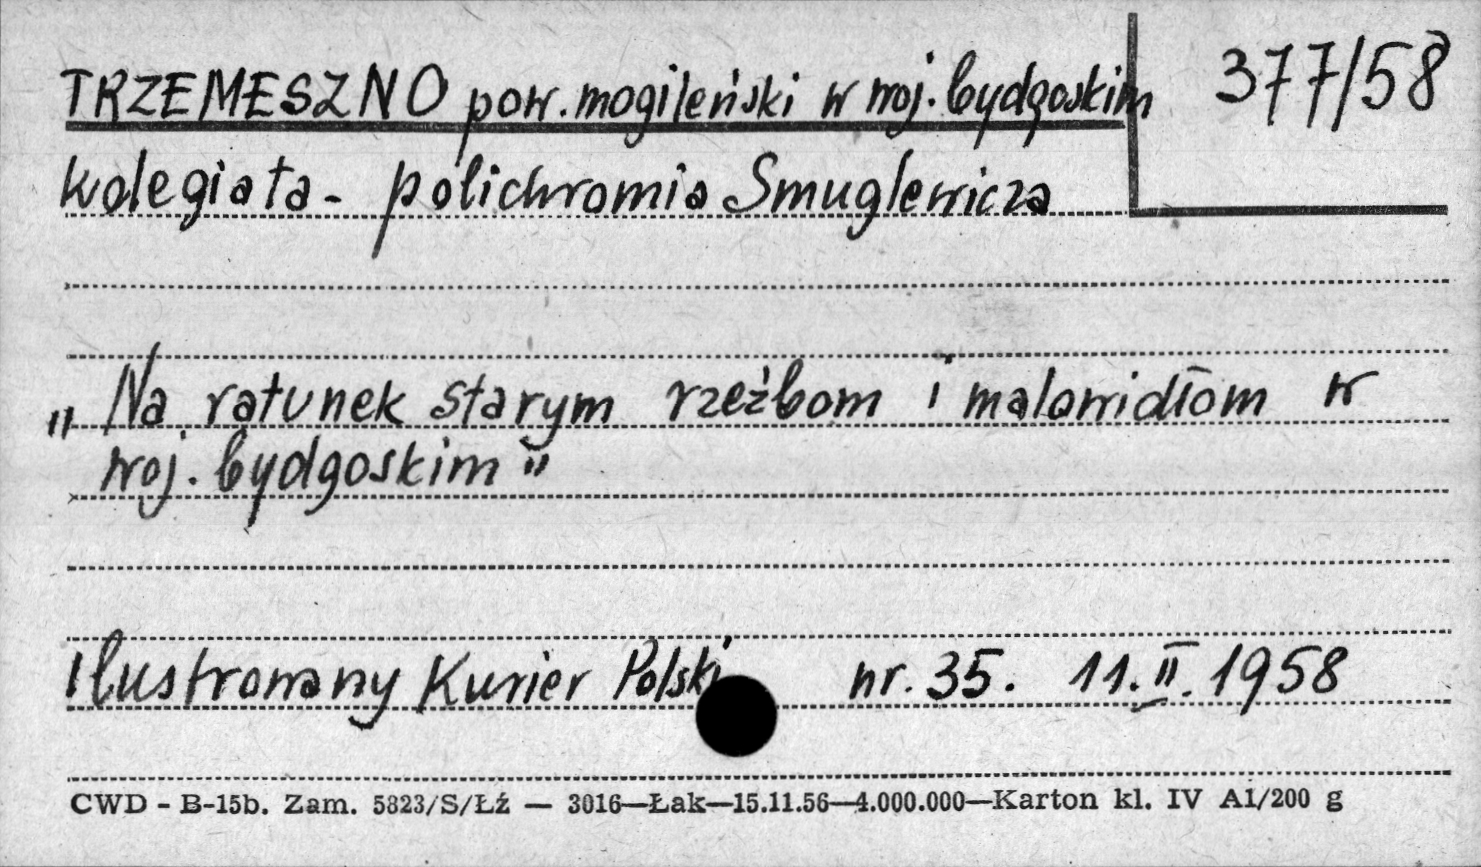 TRZEMESZNO pow. mogileński w woj. bydgoskim 377/58
kolegiata - polichromia Smuglewicza
„Na ratunek starym rzeźbom i malowidłom w
woj. bydgoskim"
Ilustrowany Kurier Polski nr. 35. 11.II.1958
CWD - B-15b. Zam. 5823/S/Łź — 3016—Łak—15.11.56—4.000.000—Karton kl. IV A1/200 g